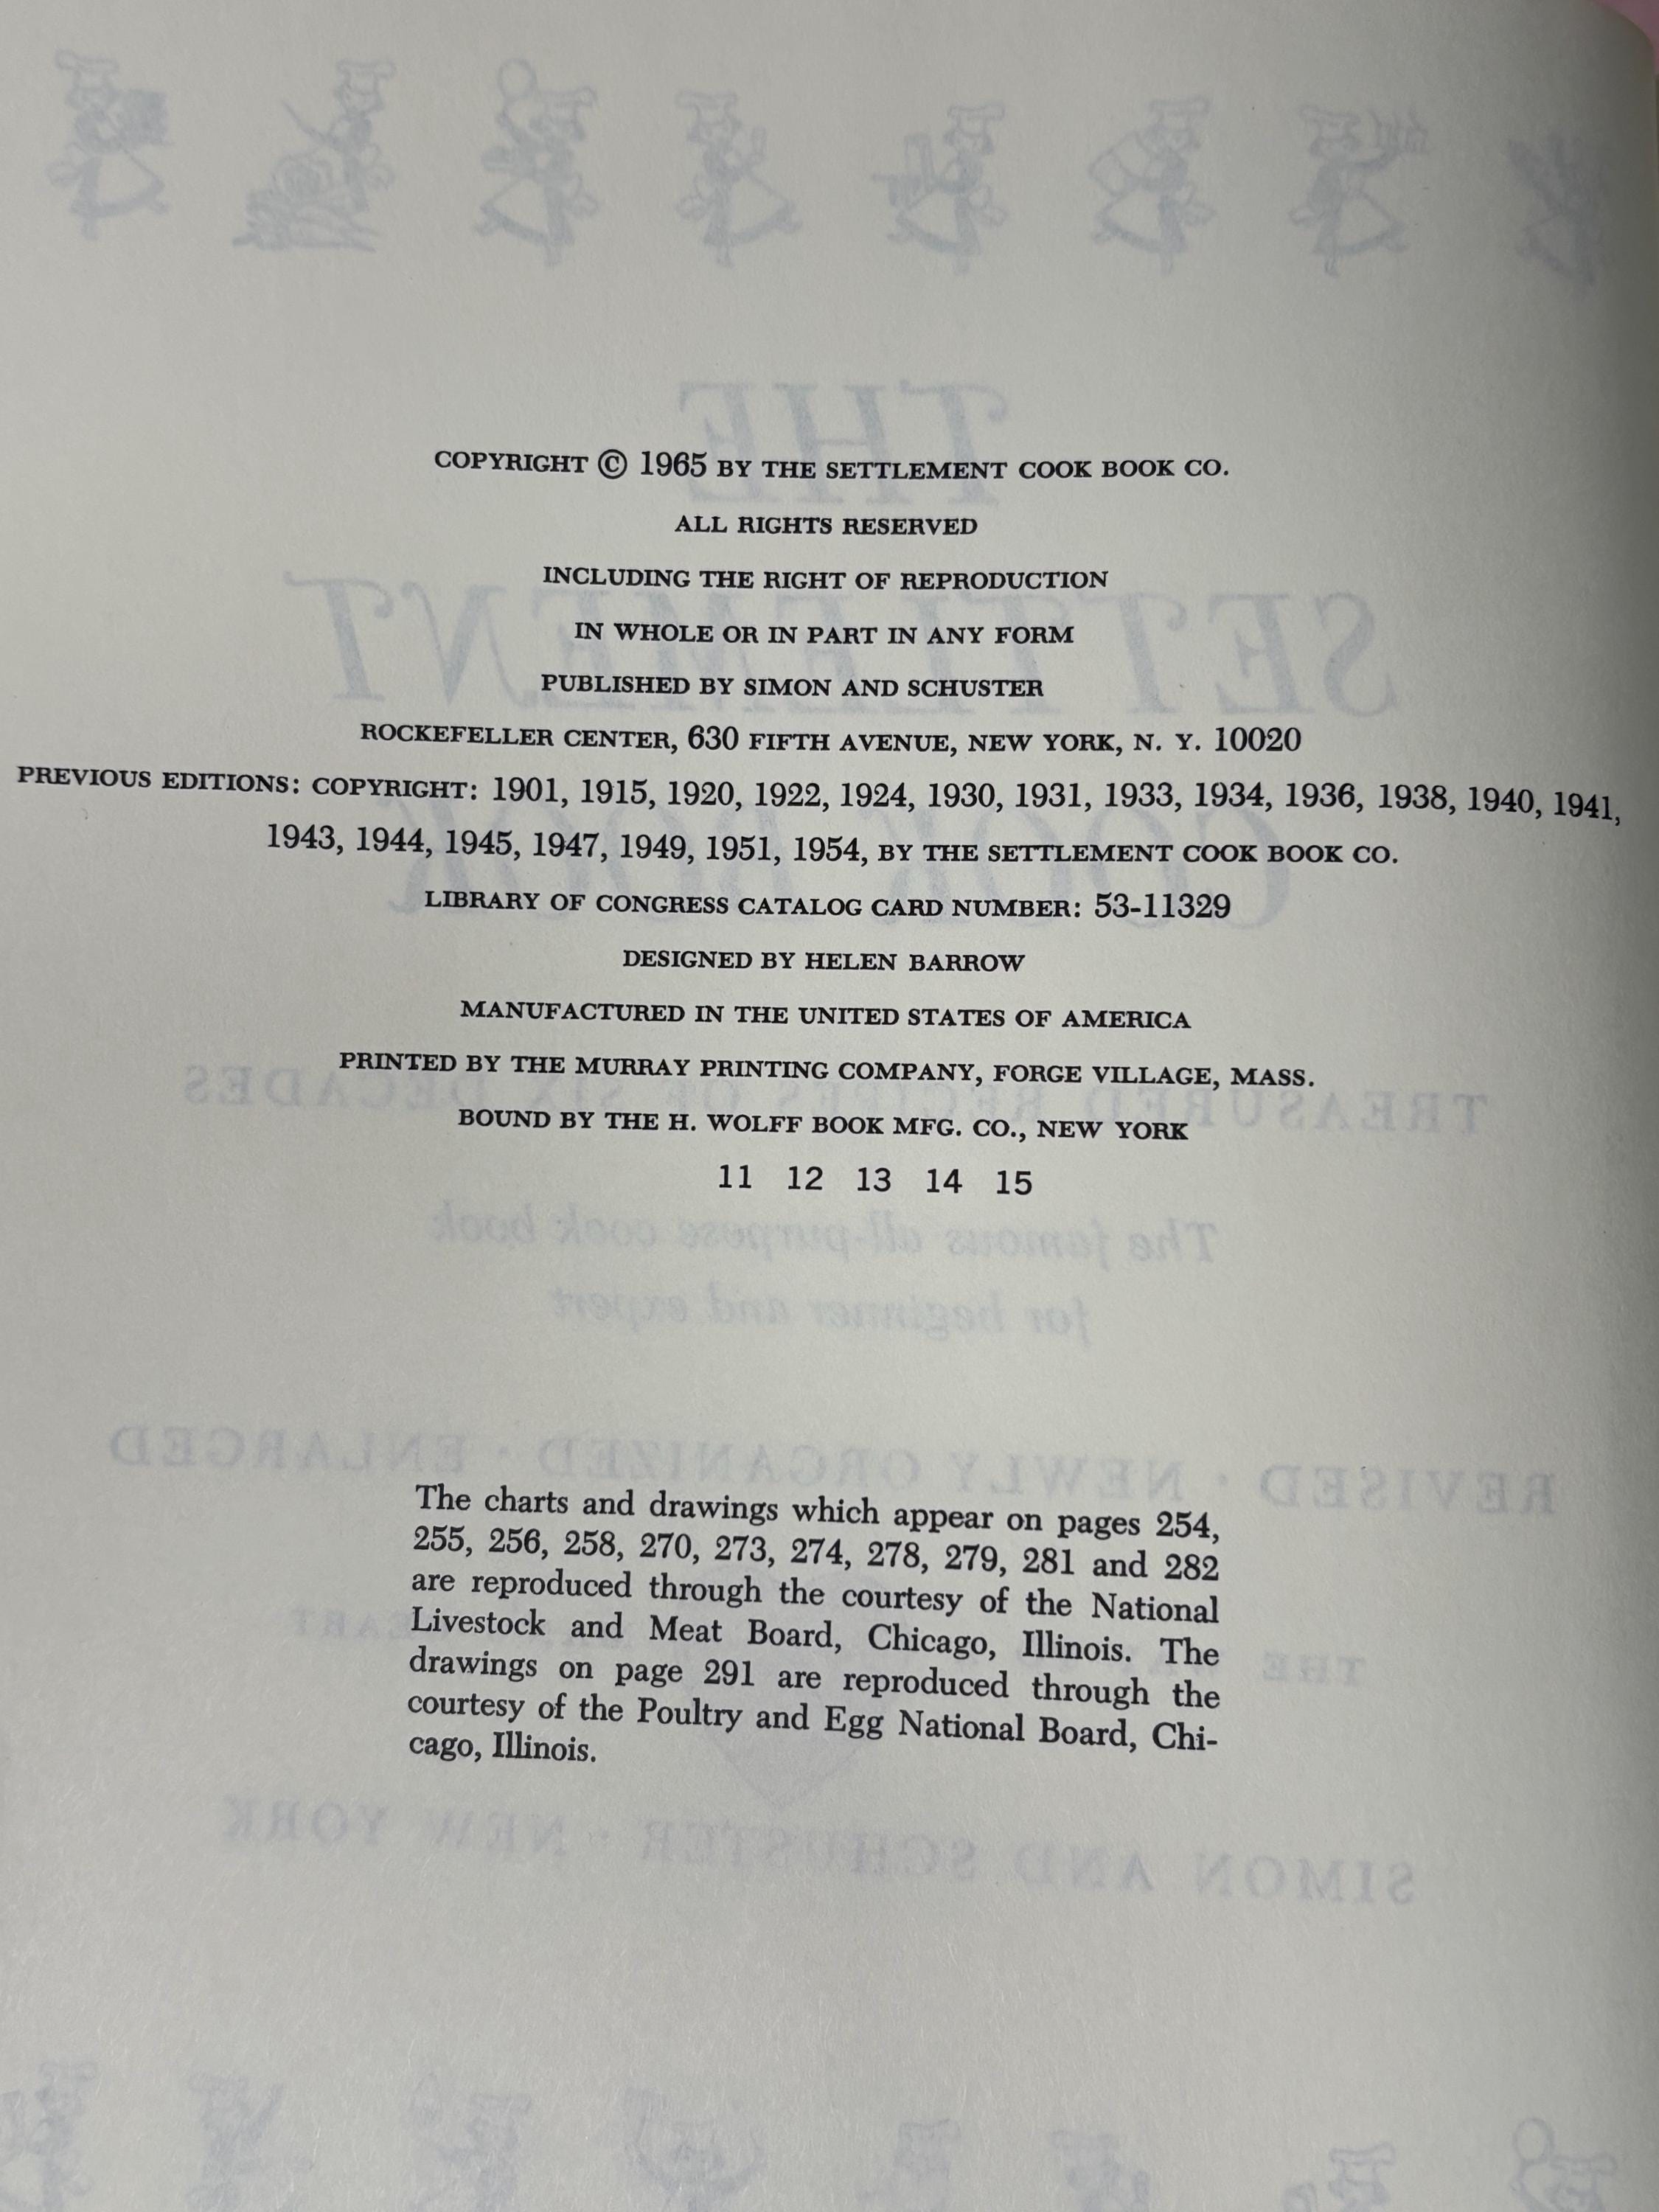 COPYRIGHT © 1965 BY THE SETTLEMENT COOK BOOK CO.
ALL RIGHTS RESERVED
INCLUDING THE RIGHT OF REPRODUCTION
IN WHOLE OR IN PART IN ANY FORM
PUBLISHED BY SIMON AND SCHUSTER
ROCKEFELLER CENTER, 630 FIFTH AVENUE, NEW YORK, N. Y. 10020
PREVIOUS EDITIONS: COPYRIGHT: 1901, 1915, 1920, 1922, 1924, 1930, 1931, 1933, 1934, 1936, 1938, 1940, 1941,
1943, 1944, 1945, 1947, 1949, 1951, 1954, BY THE SETTLEMENT COOK BOOK CO.
LIBRARY OF CONGRESS CATALOG CARD NUMBER: 53-11329
DESIGNED BY HELEN BARROW
MANUFACTURED IN THE UNITED STATES OF AMERICA
PRINTED BY THE MURRAY PRINTING COMPANY, FORGE VILLAGE, MASS.
BOUND BY THE H. WOLFF BOOK MFG. CO., NEW YORK
11 12 13 14 15
The charts and drawings which appear on pages 254,
255, 256, 258, 270, 273, 274, 278, 279, 281 and 282
are reproduced through the courtesy of the National
Livestock and Meat Board, Chicago, Illinois. The
drawings on page 291 are reproduced through the
courtesy of the Poultry and Egg National Board, Chi-
cago, Illinois.